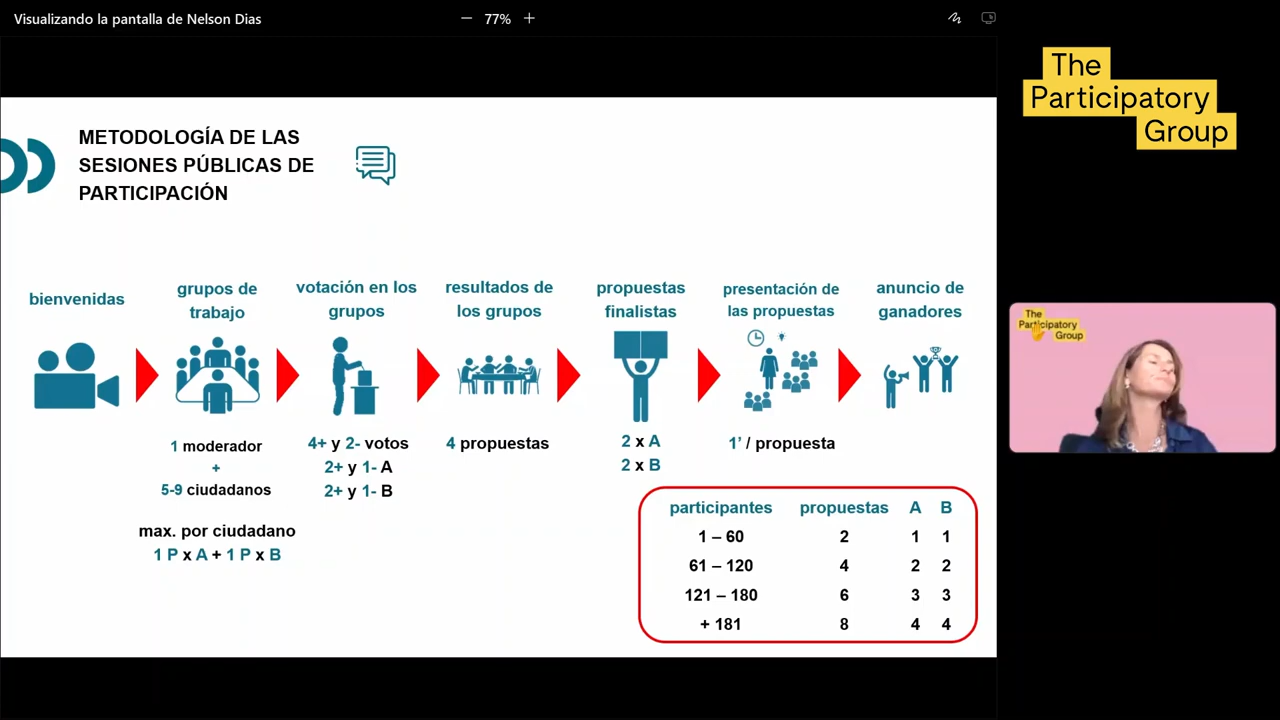 Visualizando la pantalla de Nelson Dias
77%
The
Participatory
Group
METODOLOGÍA DE LAS
SESIONES PÚBLICAS DE
PARTICIPACIÓN
bienvenidas
grupos de
trabajo
1 moderador
+
5-9 ciudadanos
max. por ciudadano
1 P x A + 1 P x B
votación en los
grupos
4+ y 2- votos
2+ y 1- A
2+ y 1- B
resultados de
los grupos
4 propuestas
propuestas
finalistas
2 x A
2 x B
presentación de
las propuestas
1’ / propuesta
anuncio de
ganadores
participantes propuestas A B
1 – 60 2 1 1
61 – 120 4 2 2
121 – 180 6 3 3
+ 181 8 4 4
The
Participatory
Group